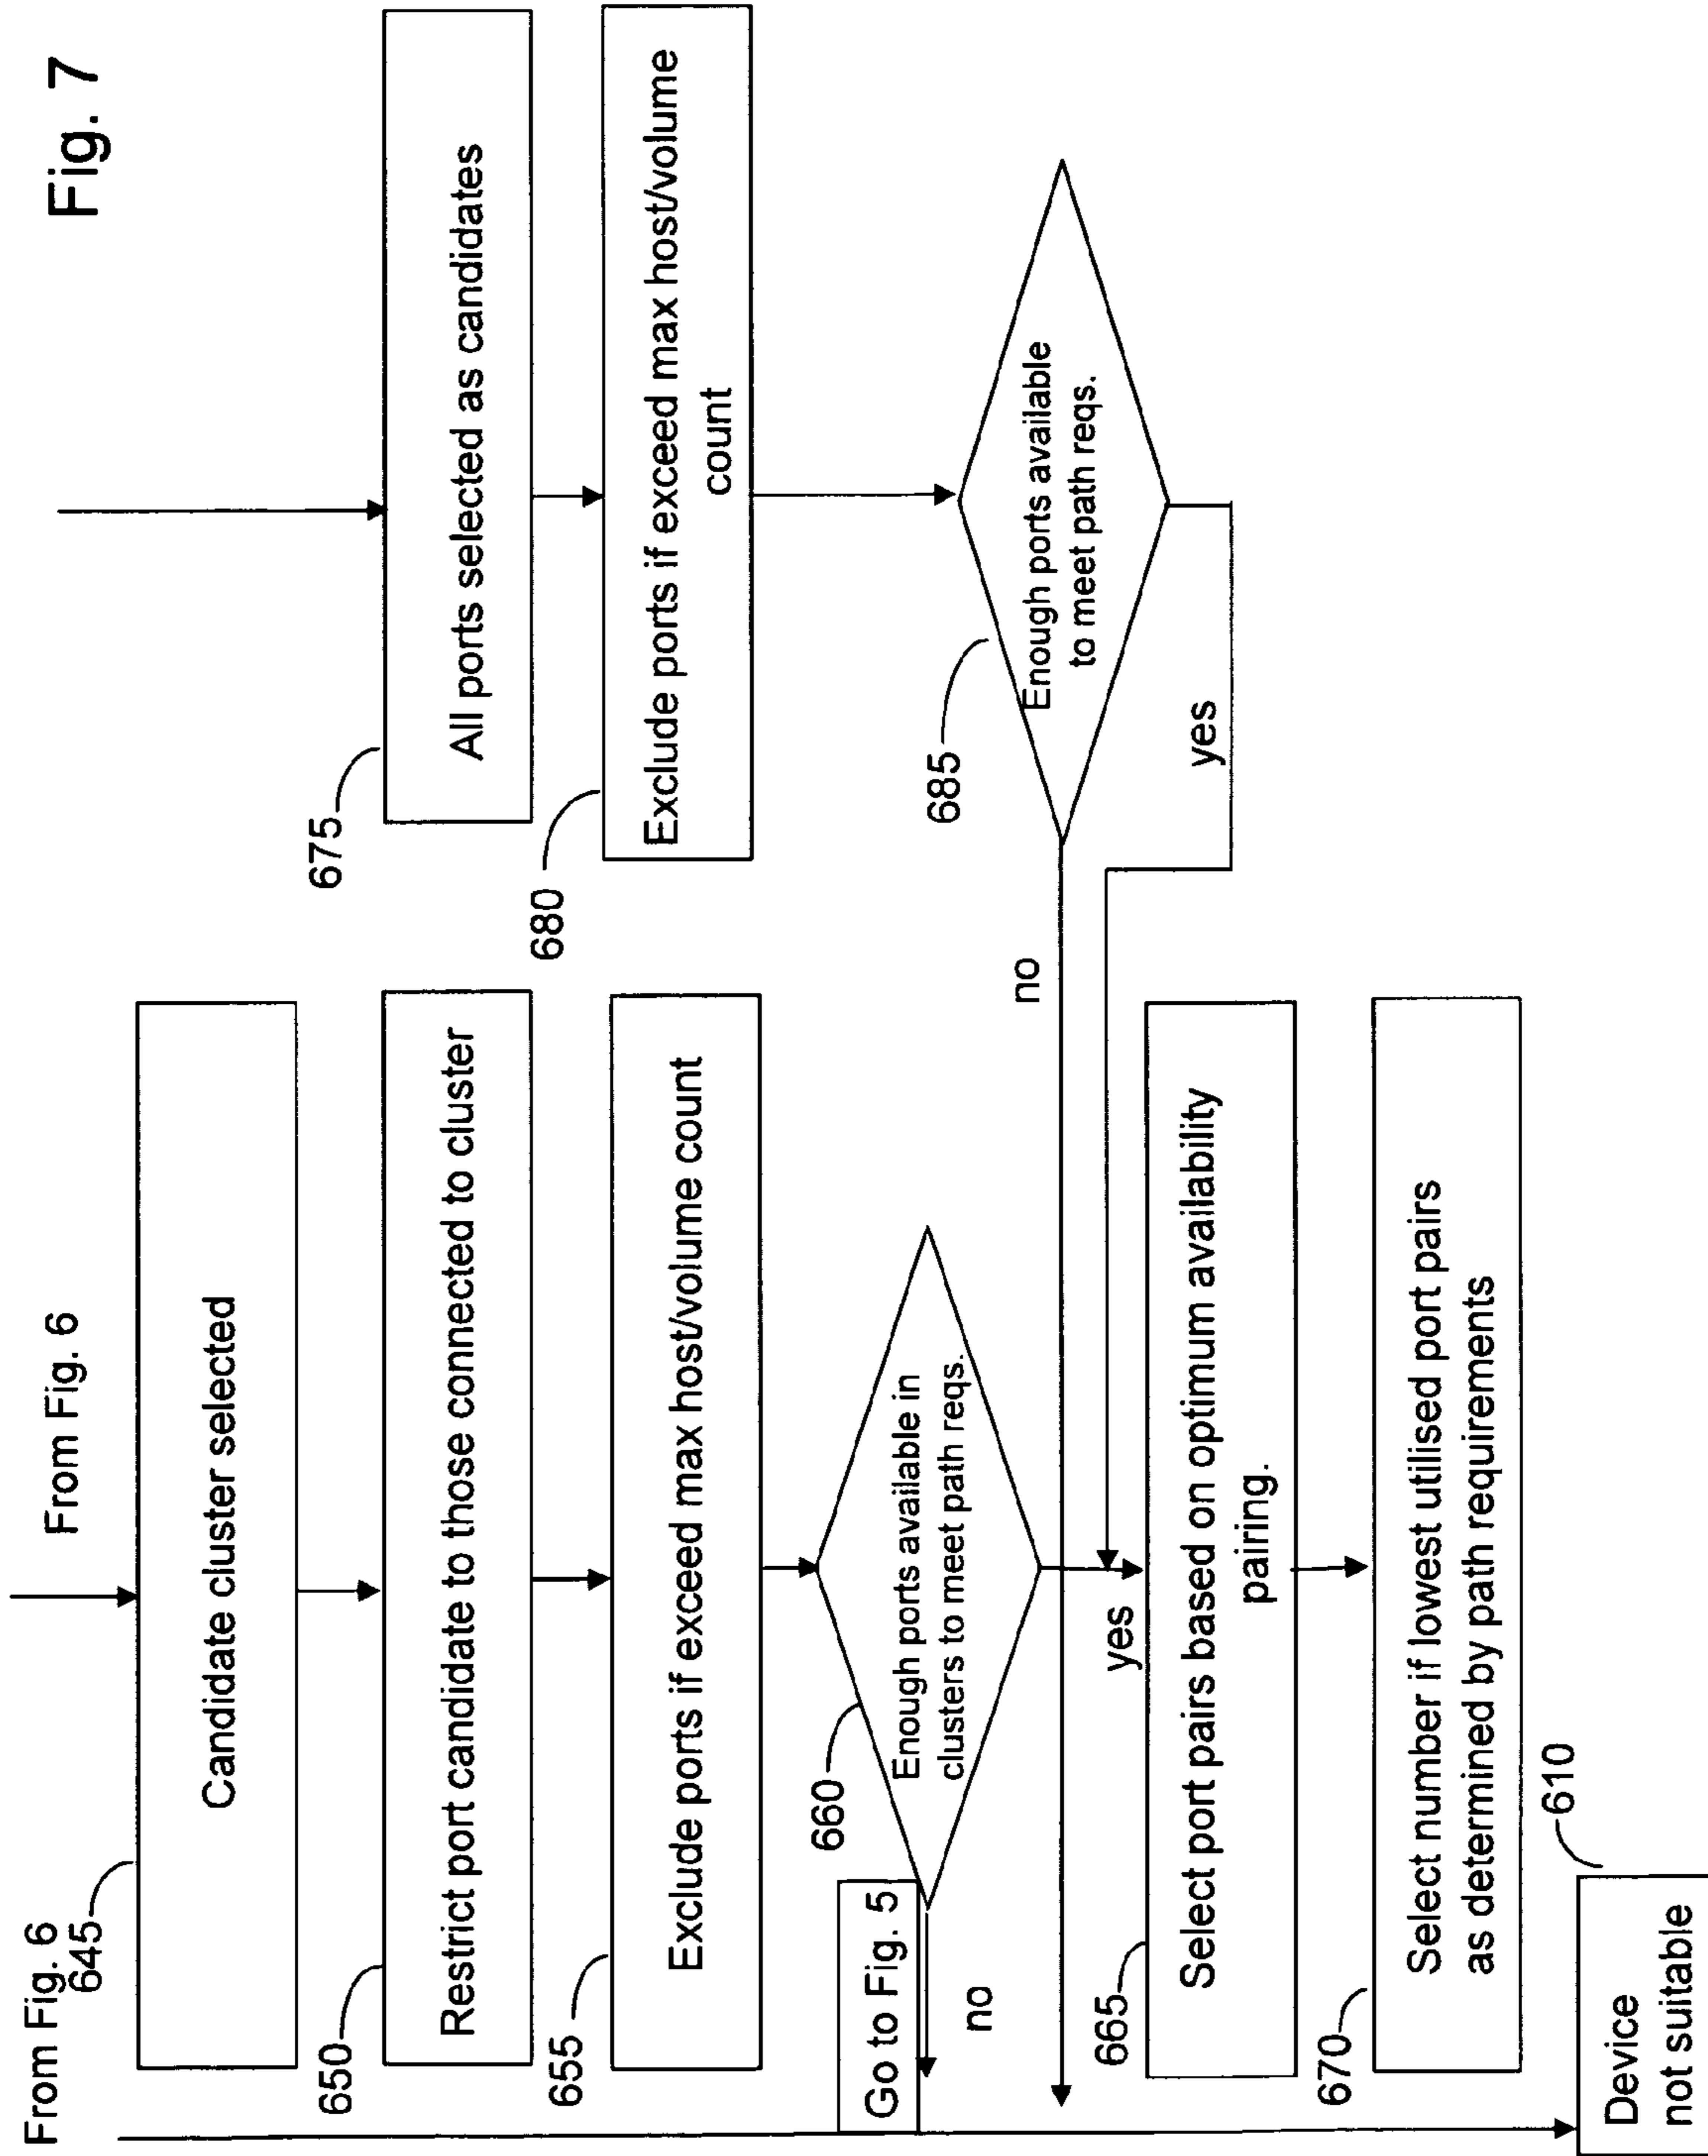 Fig. 7
From Fig. 6
From Fig. 6
645
Candidate cluster selected
650
Restrict port candidate to those connected to cluster
655
Exclude ports if exceed max host/volume count
660
Enough ports available in
clusters to meet path reqs.
Go to Fig. 5
no
yes
665
Select port pairs based on optimum availability
pairing.
670
Select number if lowest utilised port pairs
as determined by path requirements
610
Device
not suitable
675
All ports selected as candidates
680
Exclude ports if exceed max host/volume
count
685
Enough ports available
to meet path reqs.
no
yes